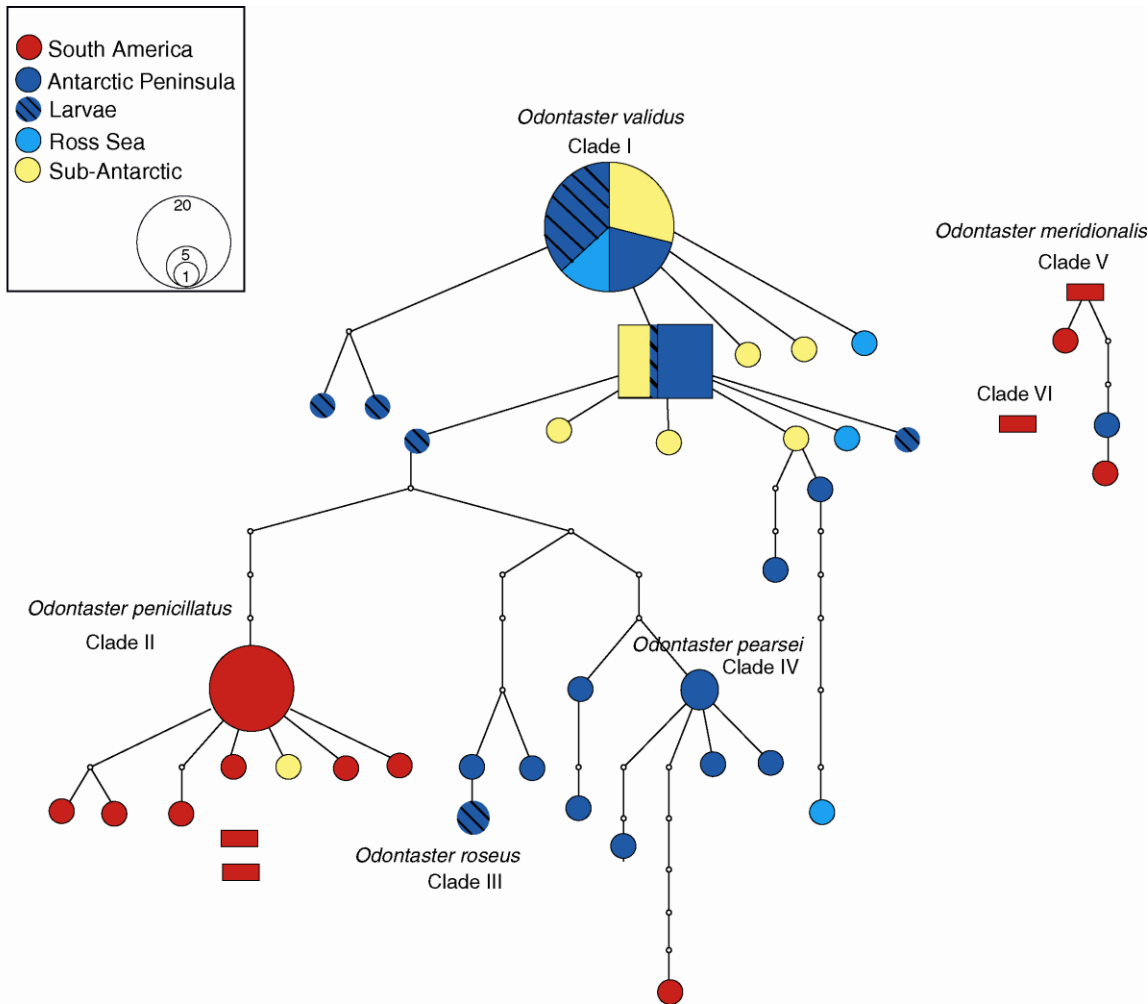 South America
Antarctic Peninsula
Larvae
Ross Sea
Sub-Antarctic
20
5
1
Odontaster validus
Clade I
Odontaster meridionalis
Clade V
Clade VI
Odontaster penicillatus
Clade II
Odontaster pearsei
Clade IV
Odontaster roseus
Clade III